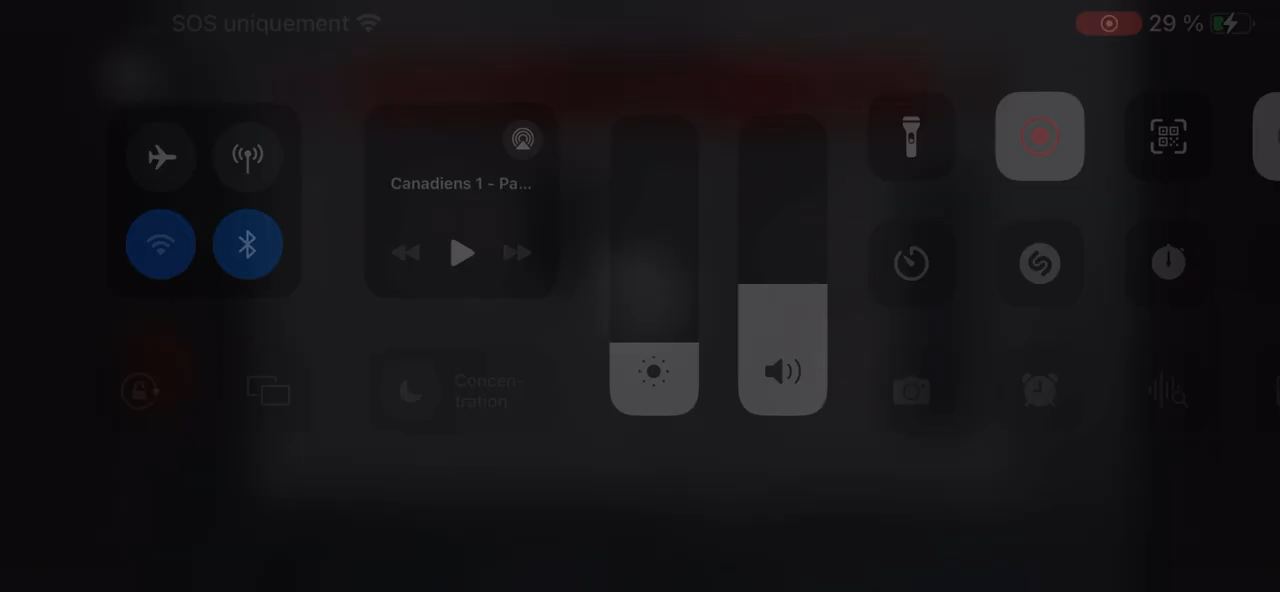 SOS uniquement
29 %
Canadiens 1 - Pa...
Concen-
tration